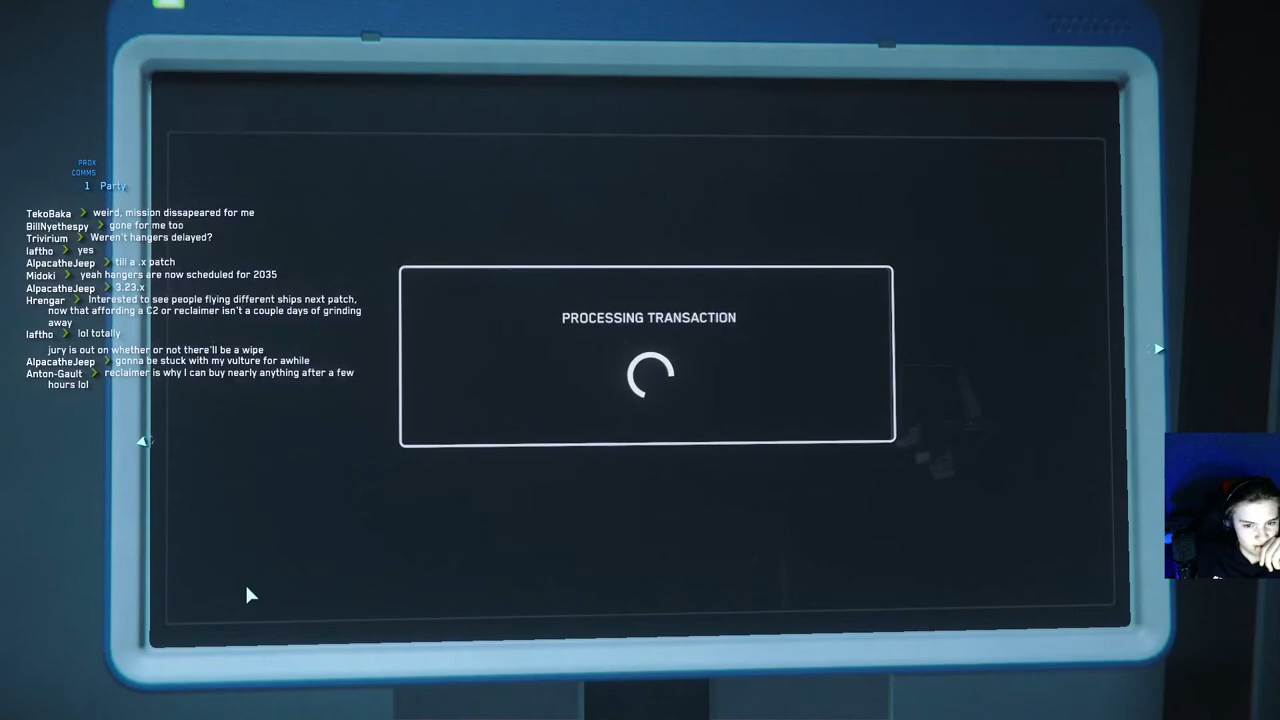 PROX
COMMS
1 Party
TekoBaka > weird, mission dissapeared for me
BillNyethespy > gone for me too
Trivirium > Weren't hangers delayed?
laftho > yes
AlpacatheJeep > till a .x patch
Midoki > yeah hangers are now scheduled for 2035
AlpacatheJeep > 3.23.x
Hrengar > Interested to see people flying different ships next patch,
now that affording a C2 or reclaimer isn't a couple days of grinding
away
laftho > lol totally
jury is out on whether or not there'll be a wipe
AlpacatheJeep > gonna be stuck with my vulture for awhile
Anton-Gault > reclaimer is why I can buy nearly anything after a few
hours lol
PROCESSING TRANSACTION